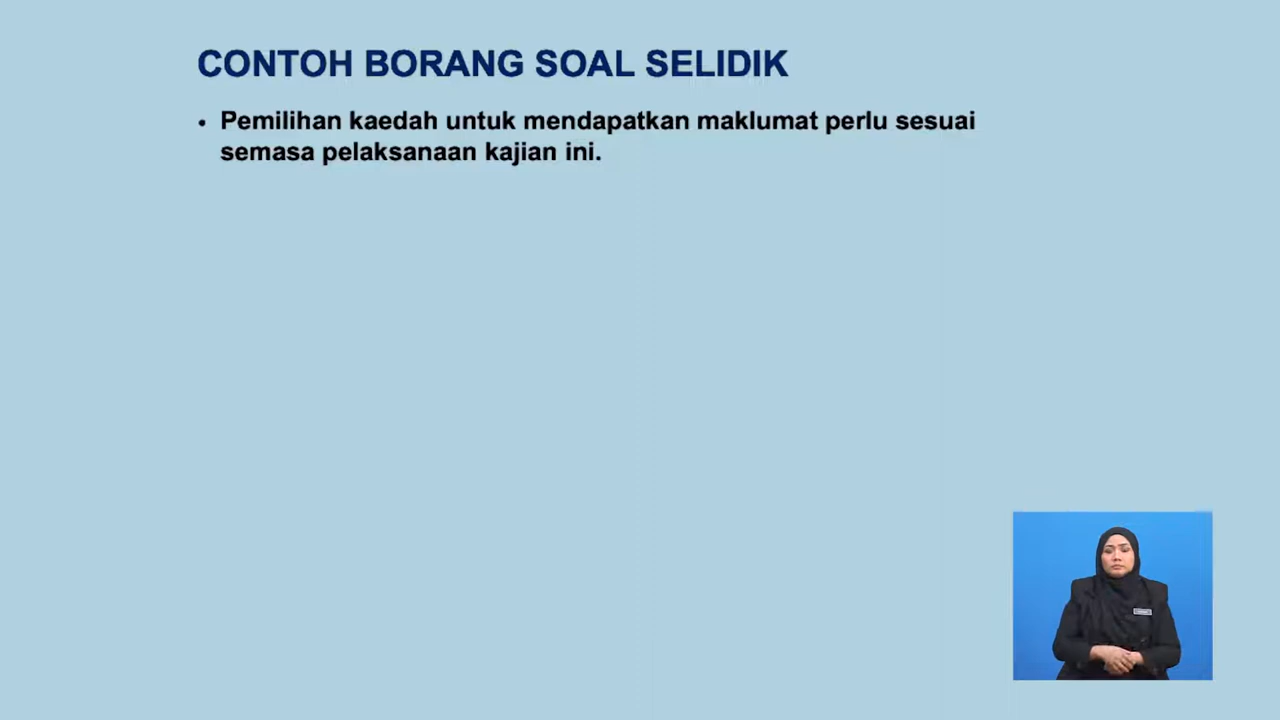 CONTOH BORANG SOAL SELIDIK
• Pemilihan kaedah untuk mendapatkan maklumat perlu sesuai
semasa pelaksanaan kajian ini.